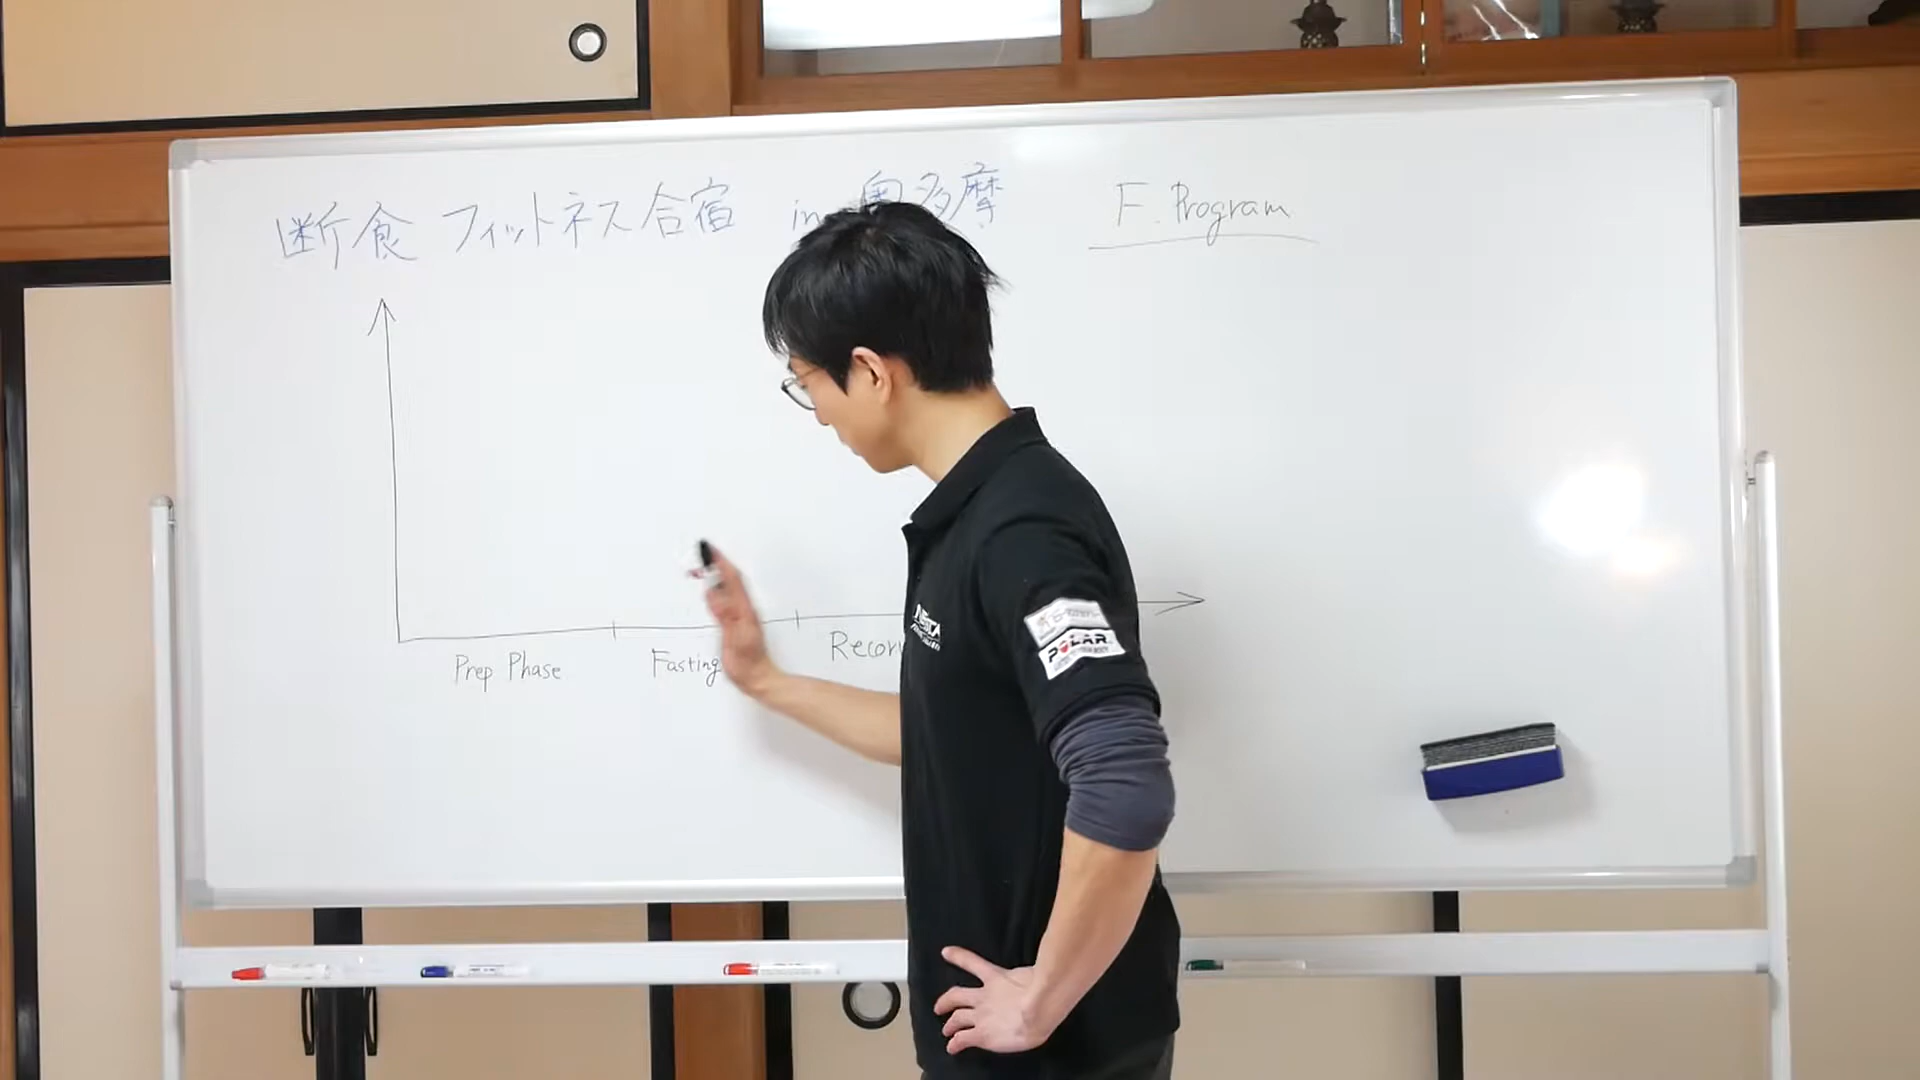 断食 フィットネス合宿 in 奥多摩
F. Program
Prep Phase
Fasting
Recov
POLAR